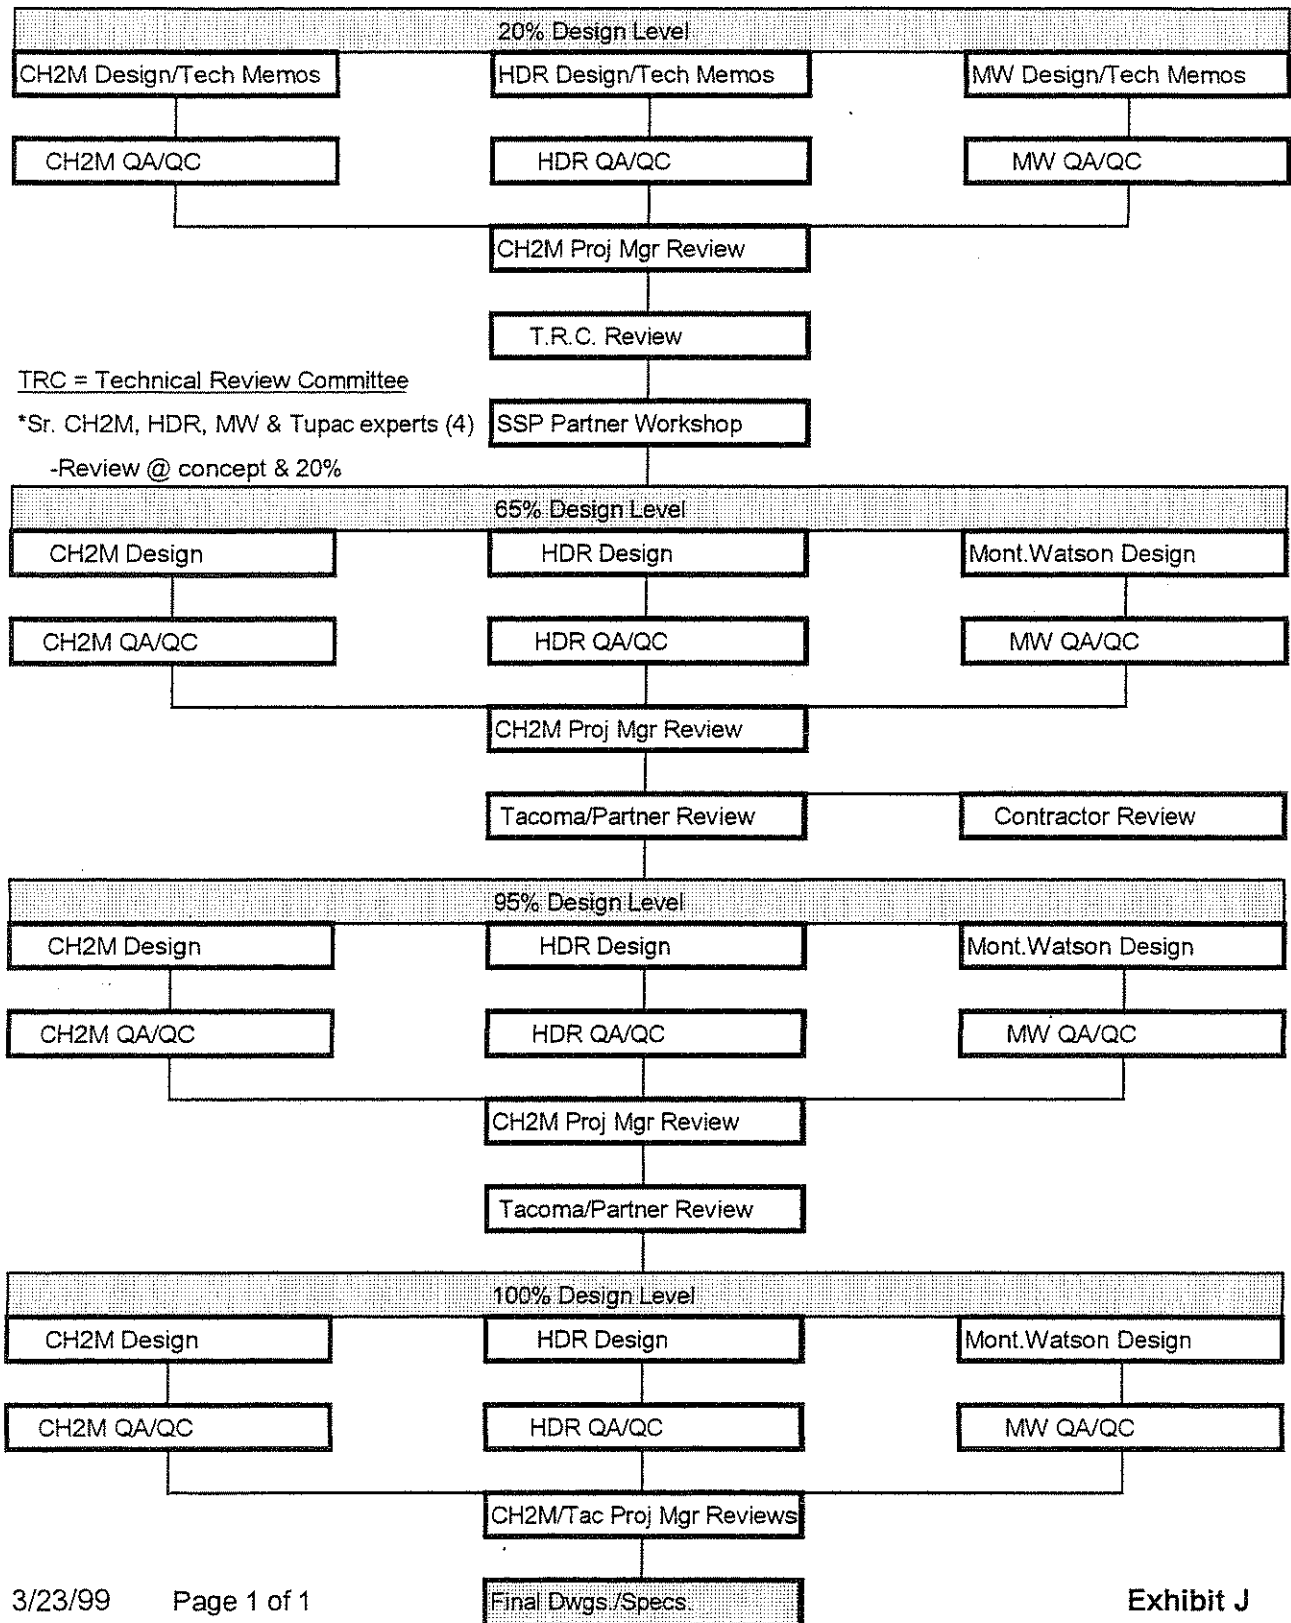 20% Design Level
CH2M Design/Tech Memos
HDR Design/Tech Memos
MW Design/Tech Memos
CH2M QA/QC
HDR QA/QC
MW QA/QC
CH2M Proj Mgr Review
T.R.C. Review
TRC = Technical Review Committee
*Sr. CH2M, HDR, MW & Tupac experts (4)
SSP Partner Workshop
-Review @ concept & 20%
65% Design Level
CH2M Design
HDR Design
Mont.Watson Design
CH2M QA/QC
HDR QA/QC
MW QA/QC
CH2M Proj Mgr Review
Tacoma/Partner Review
Contractor Review
95% Design Level
CH2M Design
HDR Design
Mont.Watson Design
CH2M QA/QC
HDR QA/QC
MW QA/QC
CH2M Proj Mgr Review
Tacoma/Partner Review
100% Design Level
CH2M Design
HDR Design
Mont.Watson Design
CH2M QA/QC
HDR QA/QC
MW QA/QC
CH2M/Tac Proj Mgr Reviews
Final Dwgs./Specs.
3/23/99 Page 1 of 1
Exhibit J